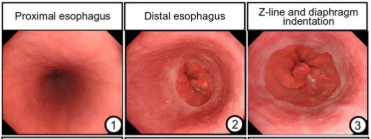 Proximal esophagus
Distal esophagus
Z-line and diaphragm
indentation
1
2
3